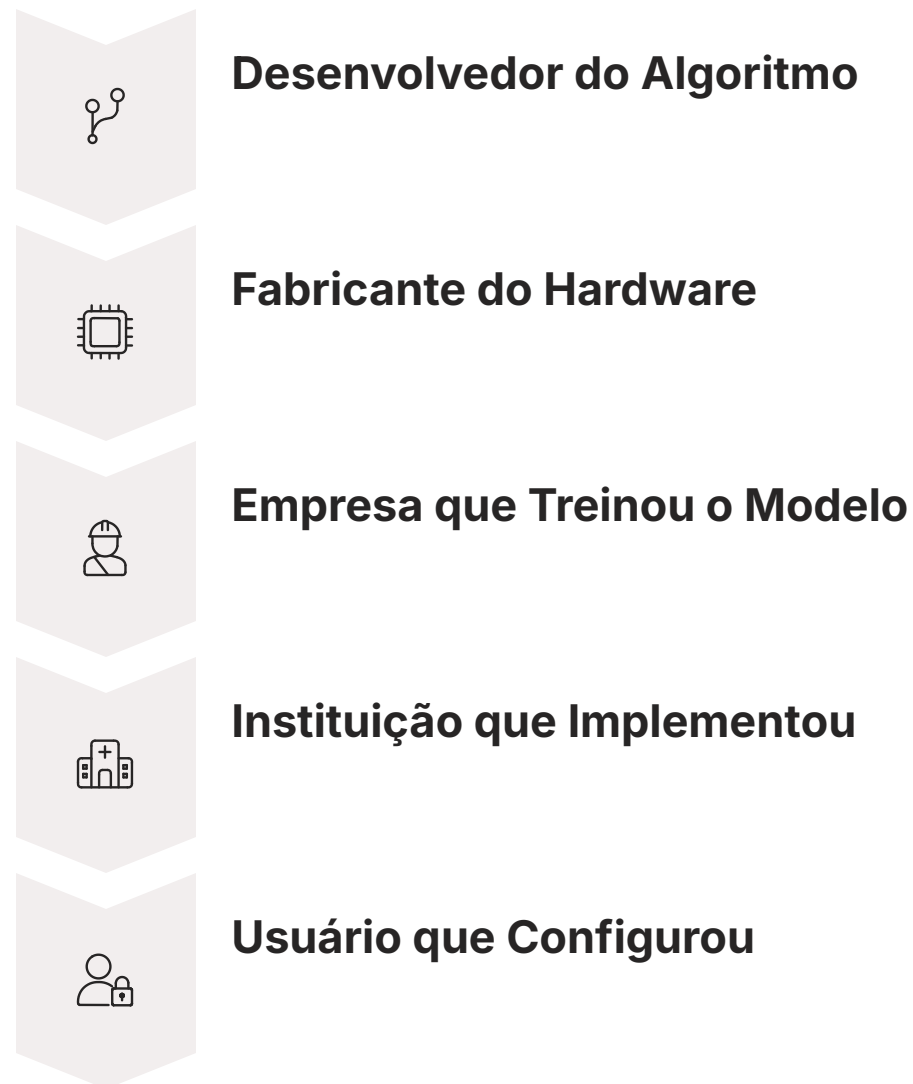 Desenvolvedor do Algoritmo
Fabricante do Hardware
Empresa que Treinou o Modelo
Instituição que Implementou
Usuário que Configurou